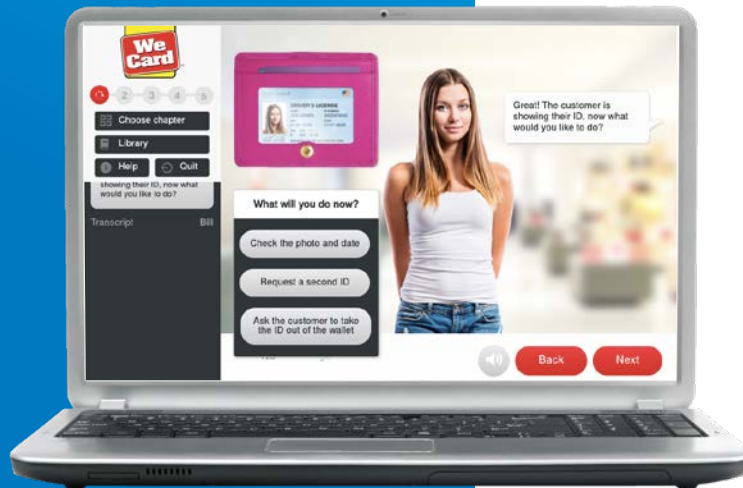 We
Card
2
3
4
5
Choose chapter
Library
Help
Quit
showing their ID, now what
would you like to do?
Transcript
Bill
DRIVER'S LICENSE
Great! The customer is
showing their ID, now what
would you like to do?
What will you do now?
Check the photo and date
Request a second ID
Ask the customer to take
the ID out of the wallet
Back
Next